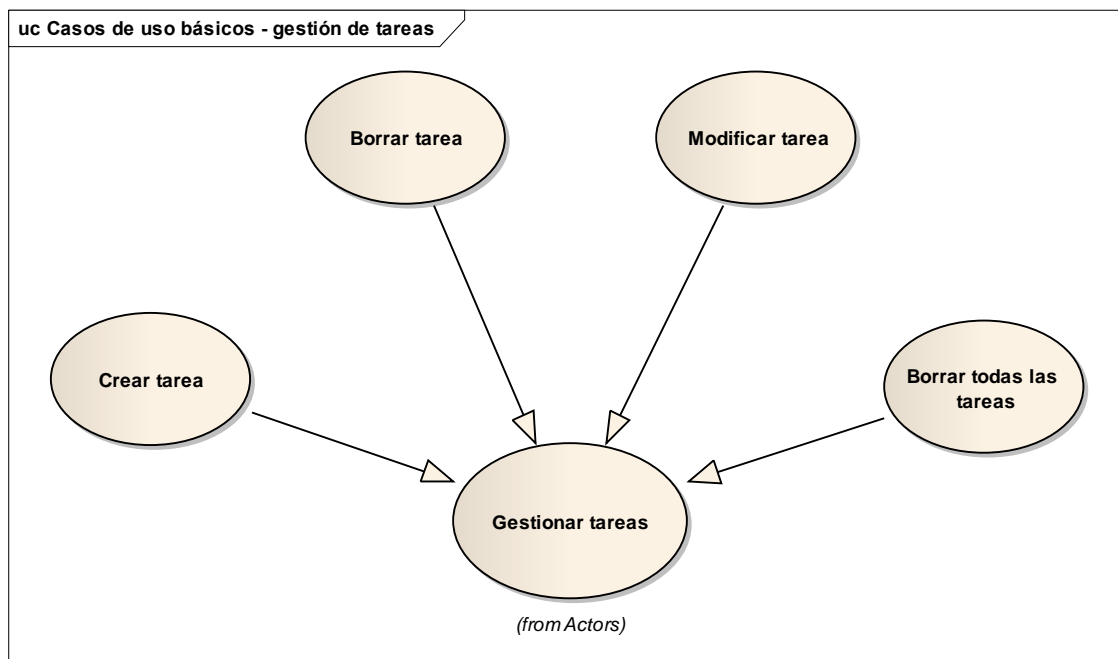 uc Casos de uso básicos - gestión de tareas
Borrar tarea
Modificar tarea
Crear tarea
Borrar todas las
tareas
Gestionar tareas
(from Actors)